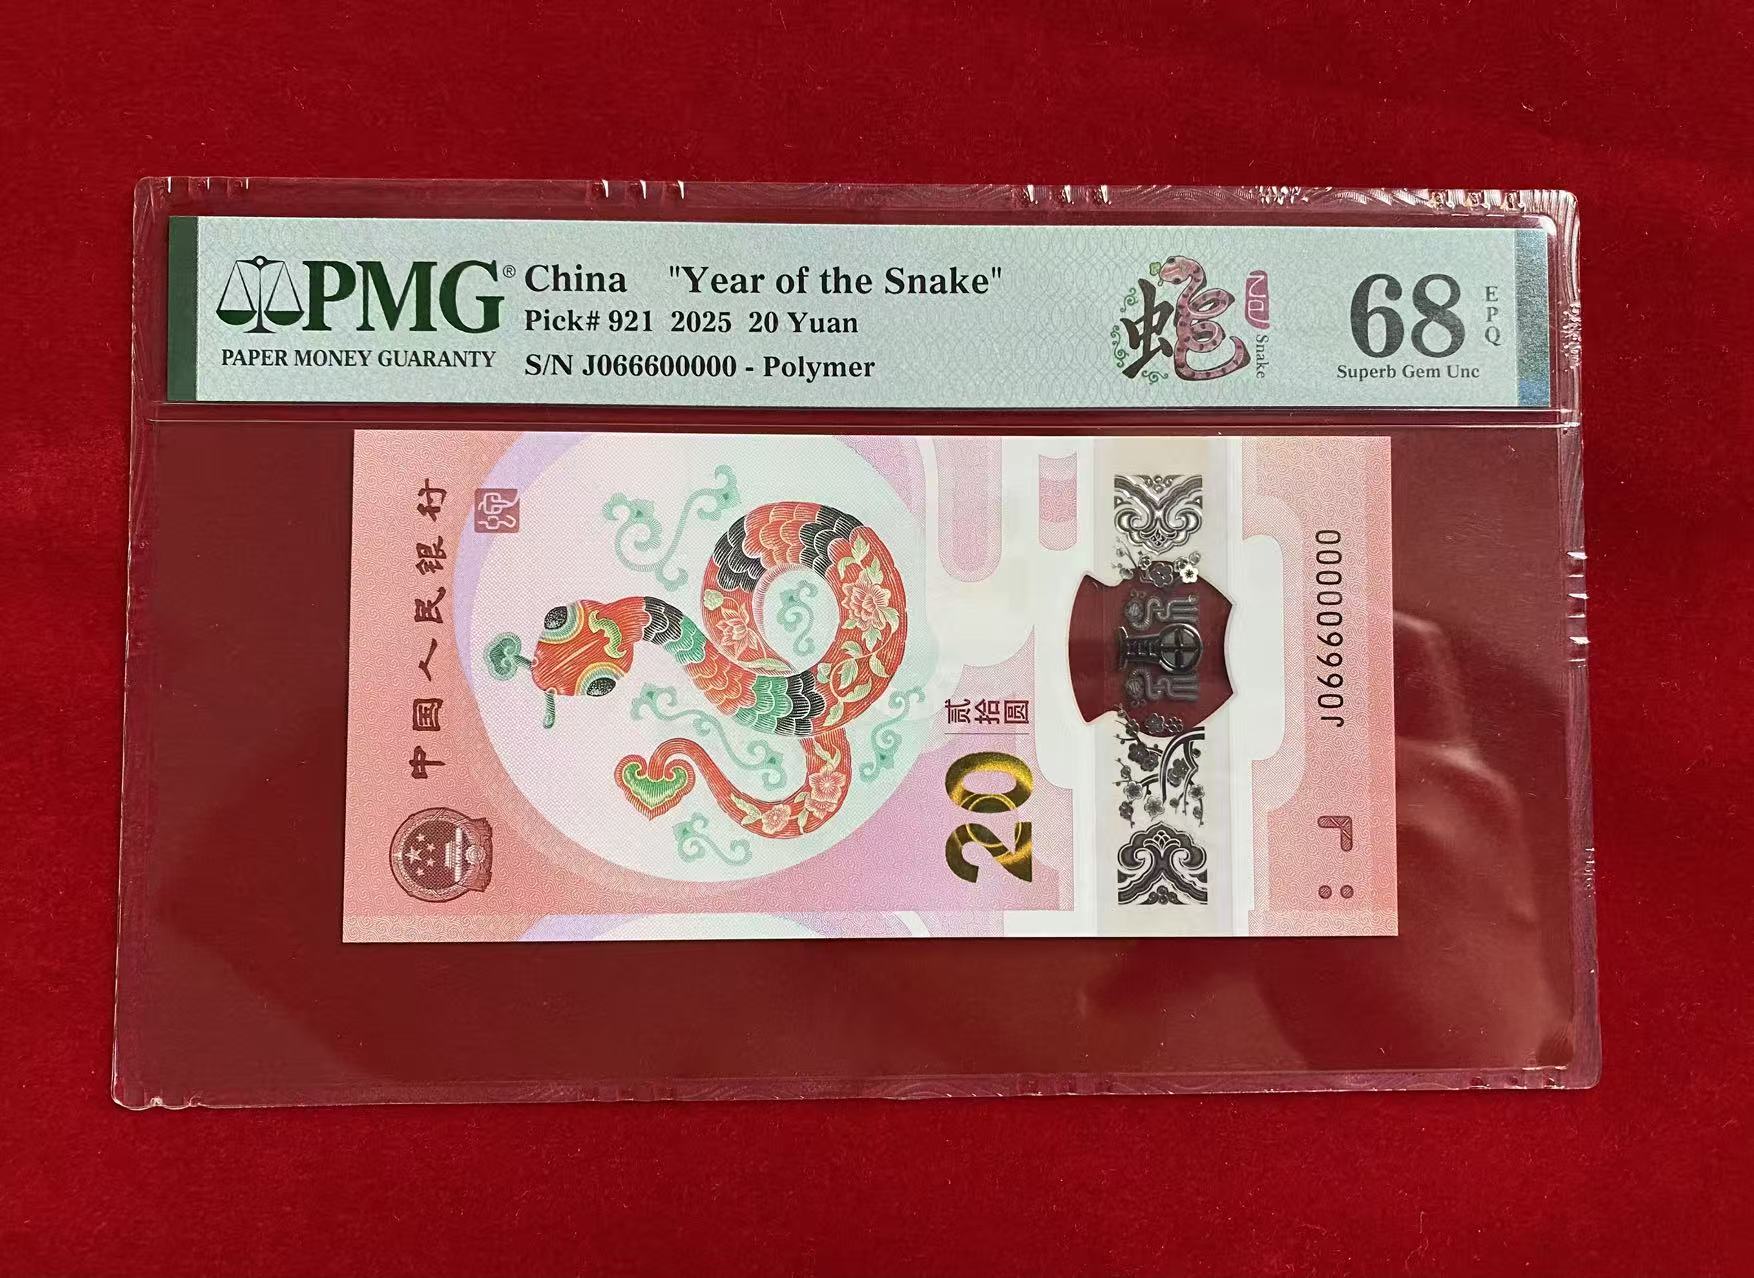 PMG®
PAPER MONEY GUARANTY
China "Year of the Snake"
Pick# 921 2025 20 Yuan
S/N J066600000 - Polymer
蛇
Snake
68
EPQ
Superb Gem Unc
中国人民银行
贰拾圆
20
J066600000